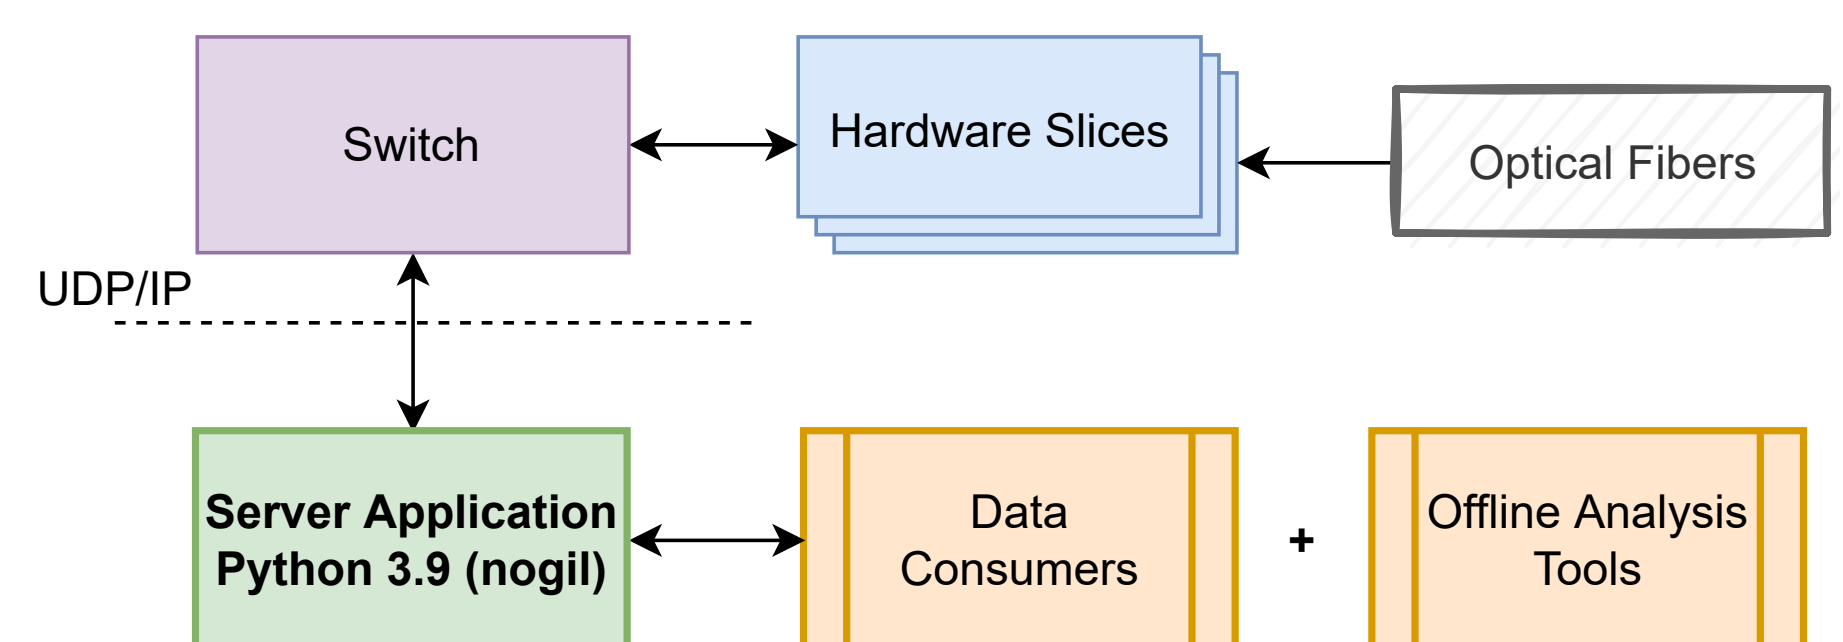 Switch
Hardware Slices
Optical Fibers
UDP/IP
Server Application
Python 3.9 (nogil)
Data
Consumers
+
Offline Analysis
Tools